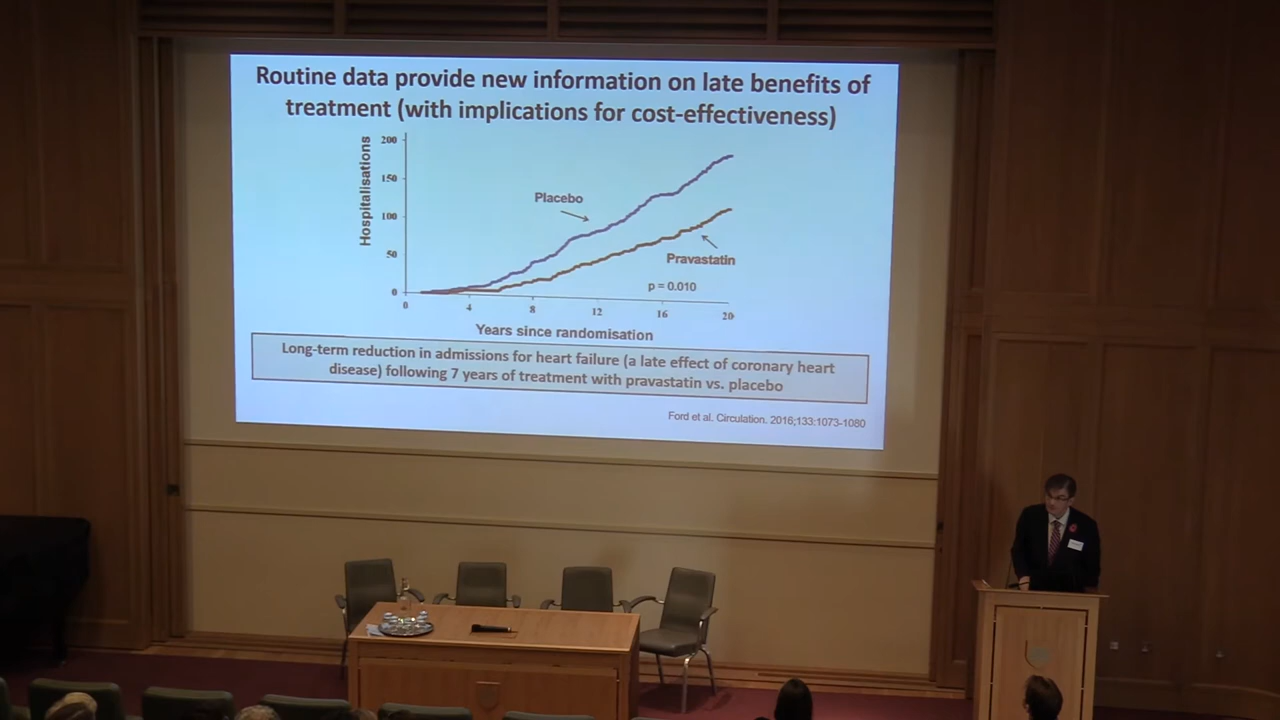 Routine data provide new information on late benefits of
treatment (with implications for cost-effectiveness)
Hospitalisations
200
150
100
50
0
Placebo
Pravastatin
p = 0.010
0 4 8 12 16 20
Years since randomisation
Long-term reduction in admissions for heart failure (a late effect of coronary heart
disease) following 7 years of treatment with pravastatin vs. placebo
Ford et al. Circulation. 2016;133:1073-1080